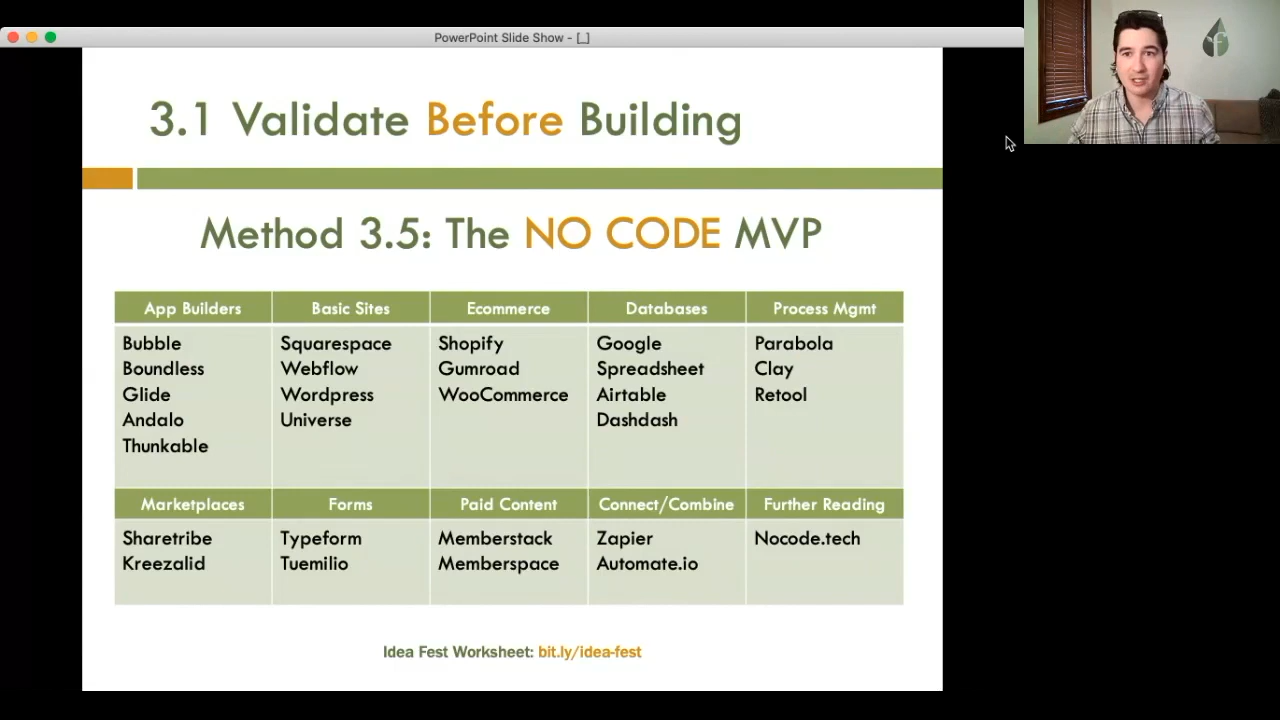 PowerPoint Slide Show - [_]
3.1 Validate Before Building
Method 3.5: The NO CODE MVP
App Builders
Basic Sites
Ecommerce
Databases
Process Mgmt
Bubble
Boundless
Glide
Andalo
Thunkable
Squarespace
Webflow
Wordpress
Universe
Shopify
Gumroad
WooCommerce
Google
Spreadsheet
Airtable
Dashdash
Parabola
Clay
Retool
Marketplaces
Forms
Paid Content
Connect/Combine
Further Reading
Sharetribe
Kreezalid
Typeform
Tuemilio
Memberstack
Memberspace
Zapier
Automate.io
Nocode.tech
Idea Fest Worksheet: bit.ly/idea-fest
f